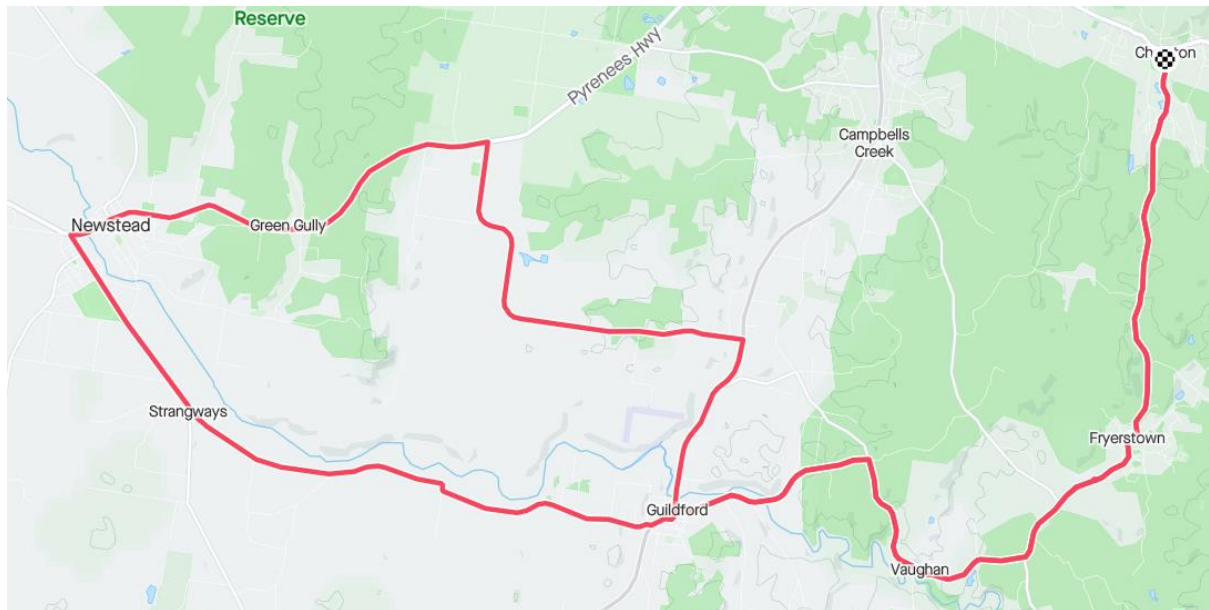 Reserve
Pyrenees Hwy
Campbells
Creek
Newstead
Green Gully
Strangways
Fryerstown
Guildford
Vaughan